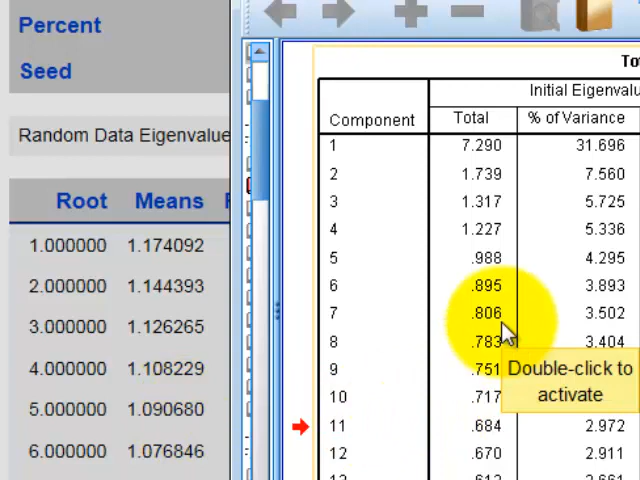 Percent
Seed
Random Data Eigenvalue
Root Means
1.000000 1.174092
2.000000 1.144393
3.000000 1.126265
4.000000 1.108229
5.000000 1.090680
6.000000 1.076846
Initial Eigenvalu
Component Total % of Variance
1 7.290 31.696
2 1.739 7.560
3 1.317 5.725
4 1.227 5.336
5 .988 4.295
6 .895 3.893
7 .806 3.502
8 .783 3.404
9 .751
10 .717
11 .684 2.972
12 .670 2.911
Double-click to
activate